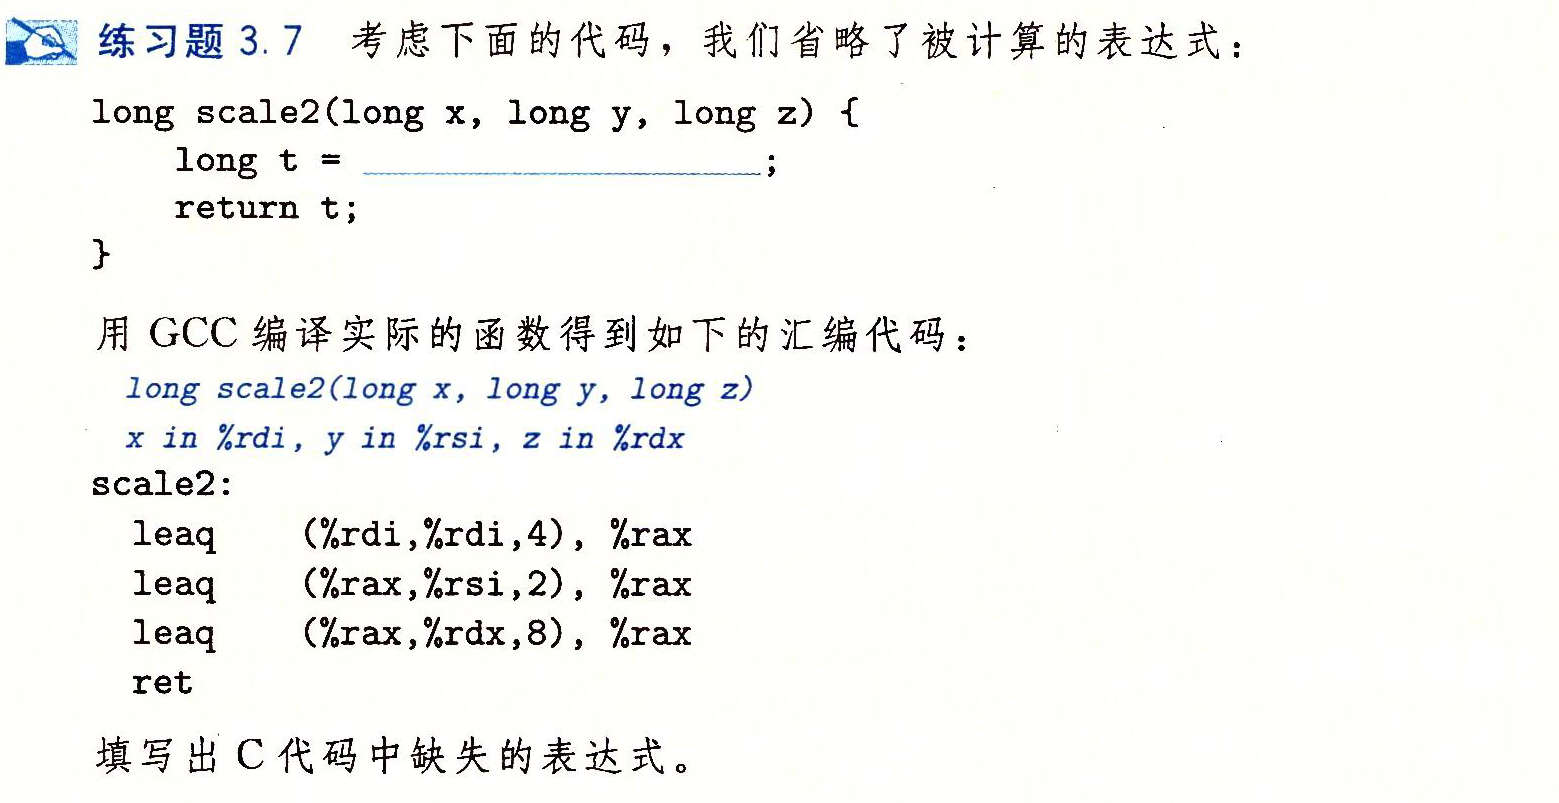 练习题 3.7 考虑下面的代码，我们省略了被计算的表达式：
long scale2(long x, long y, long z) {
    long t = ____________________;
    return t;
}
用 GCC 编译实际的函数得到如下的汇编代码：
long scale2(long x, long y, long z)
x in %rdi, y in %rsi, z in %rdx
scale2:
  leaq    (%rdi,%rdi,4), %rax
  leaq    (%rax,%rsi,2), %rax
  leaq    (%rax,%rdx,8), %rax
  ret
填写出 C 代码中缺失的表达式。